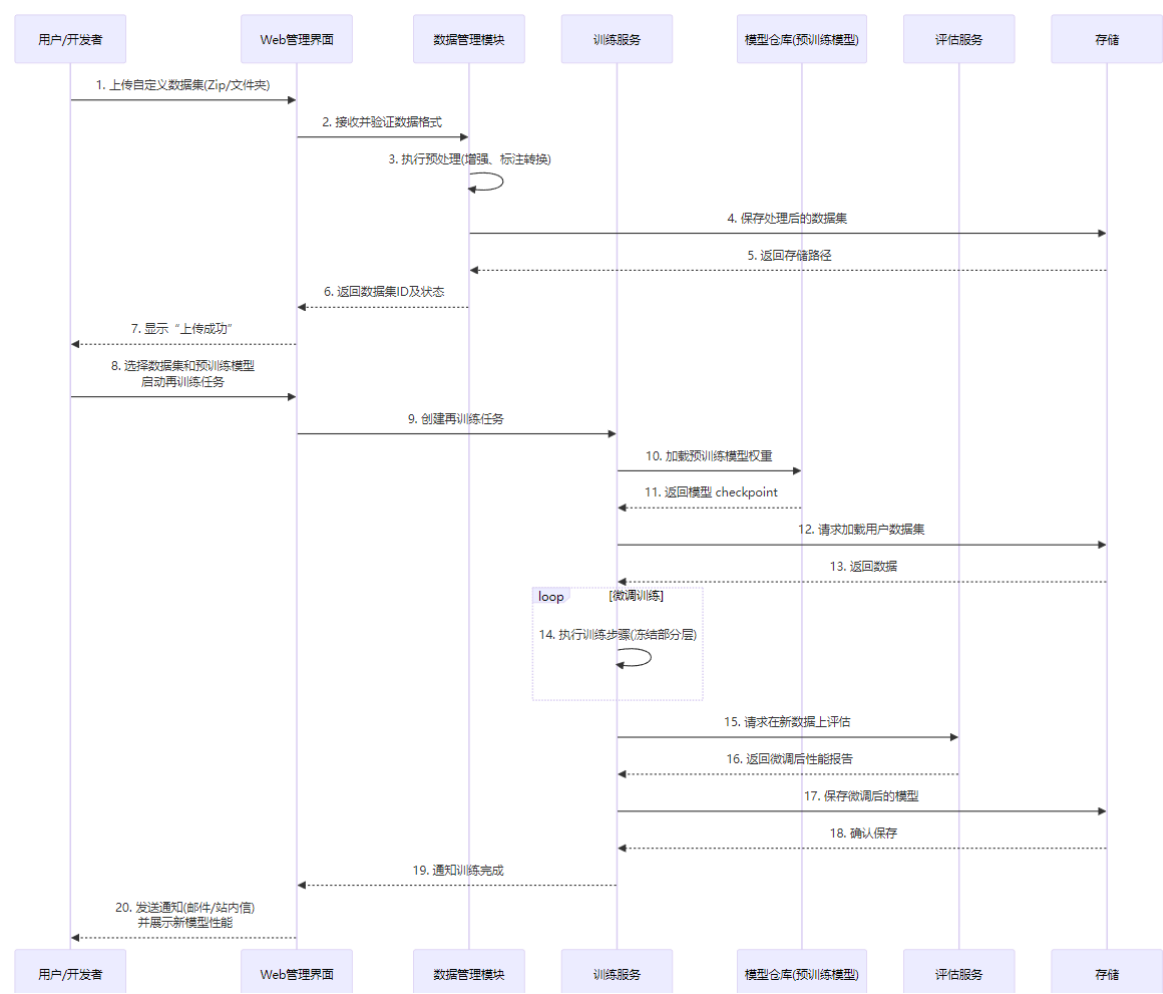 用户/开发者
Web管理界面
数据管理模块
训练服务
模型仓库(预训练模型)
评估服务
存储
1. 上传自定义数据集(Zip/文件夹)
2. 接收并验证数据格式
3. 执行预处理(增强、标注转换)
4. 保存处理后的数据集
5. 返回存储路径
6. 返回数据集ID及状态
7. 显示“上传成功”
8. 选择数据集和预训练模型
启动再训练任务
9. 创建再训练任务
10. 加载预训练模型权重
11. 返回模型 checkpoint
12. 请求加载用户数据集
13. 返回数据
loop
[微调训练]
14. 执行训练步骤(冻结部分层)
15. 请求在新数据上评估
16. 返回微调后性能报告
17. 保存微调后的模型
18. 确认保存
19. 通知训练完成
20. 发送通知(邮件/站内信)
并展示新模型性能
用户/开发者
Web管理界面
数据管理模块
训练服务
模型仓库(预训练模型)
评估服务
存储